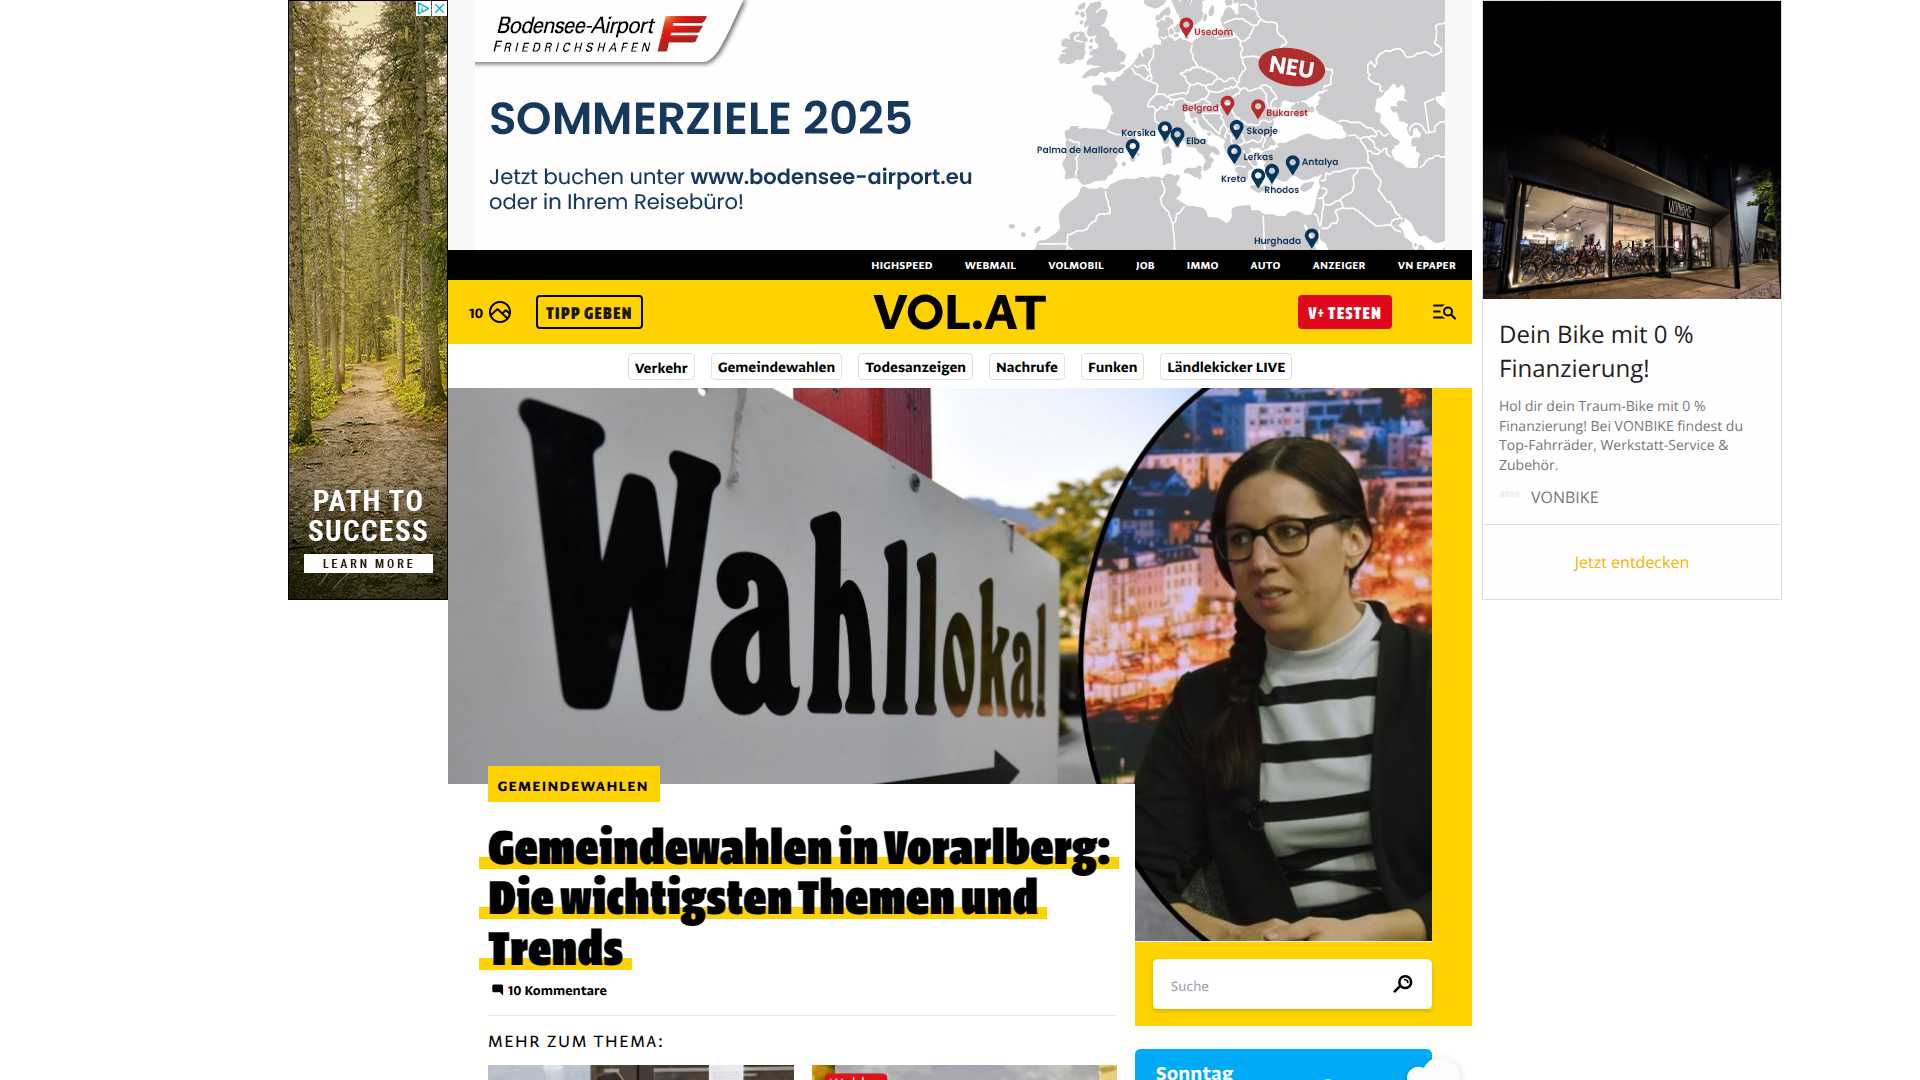 Bodensee-Airport
FRIEDRICHSHAFEN
SOMMERZIELE 2025
Jetzt buchen unter www.bodensee-airport.eu
oder in Ihrem Reisebüro!
Usedom
NEU
Belgrad
Bukarest
Korsika
Elba
Skopje
Palma de Mallorca
Lefkas
Antalya
Kreta
Rhodos
Hurghada
PATH TO
SUCCESS
LEARN MORE
HIGHSPEED WEBMAIL VOLMOBIL JOB IMMO AUTO ANZEIGER VN EPAPER
10 TIPP GEBEN VOL.AT V+ TESTEN
Verkehr Gemeindewahlen Todesanzeigen Nachrufe Funken Ländlekicker LIVE
Wahllokal
GEMEINDEWAHLEN
Gemeindewahlen in Vorarlberg:
Die wichtigsten Themen und
Trends
10 Kommentare
MEHR ZUM THEMA:
Suche
Sonntag
VONBIKE
Dein Bike mit 0 %
Finanzierung!
Hol dir dein Traum-Bike mit 0 %
Finanzierung! Bei VONBIKE findest du
Top-Fahrräder, Werkstatt-Service &
Zubehör.
VONBIKE
Jetzt entdecken